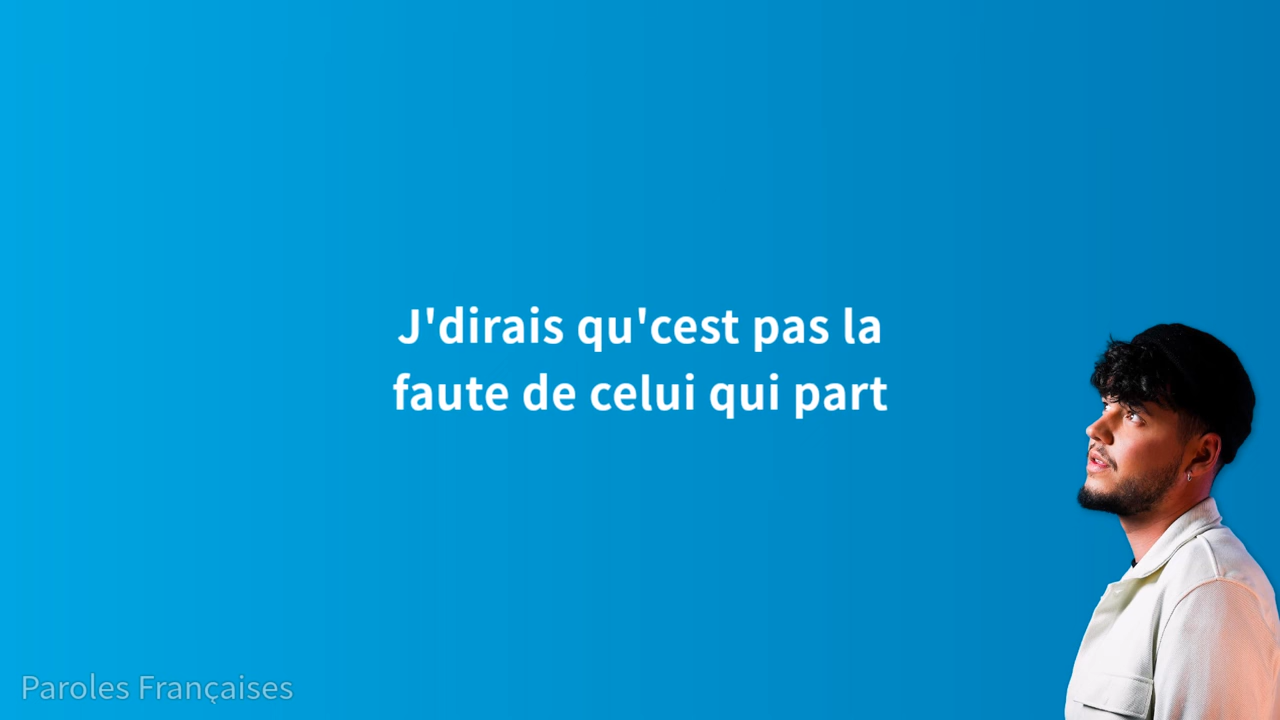 J'dirais qu'cest pas la
faute de celui qui part
Paroles Françaises